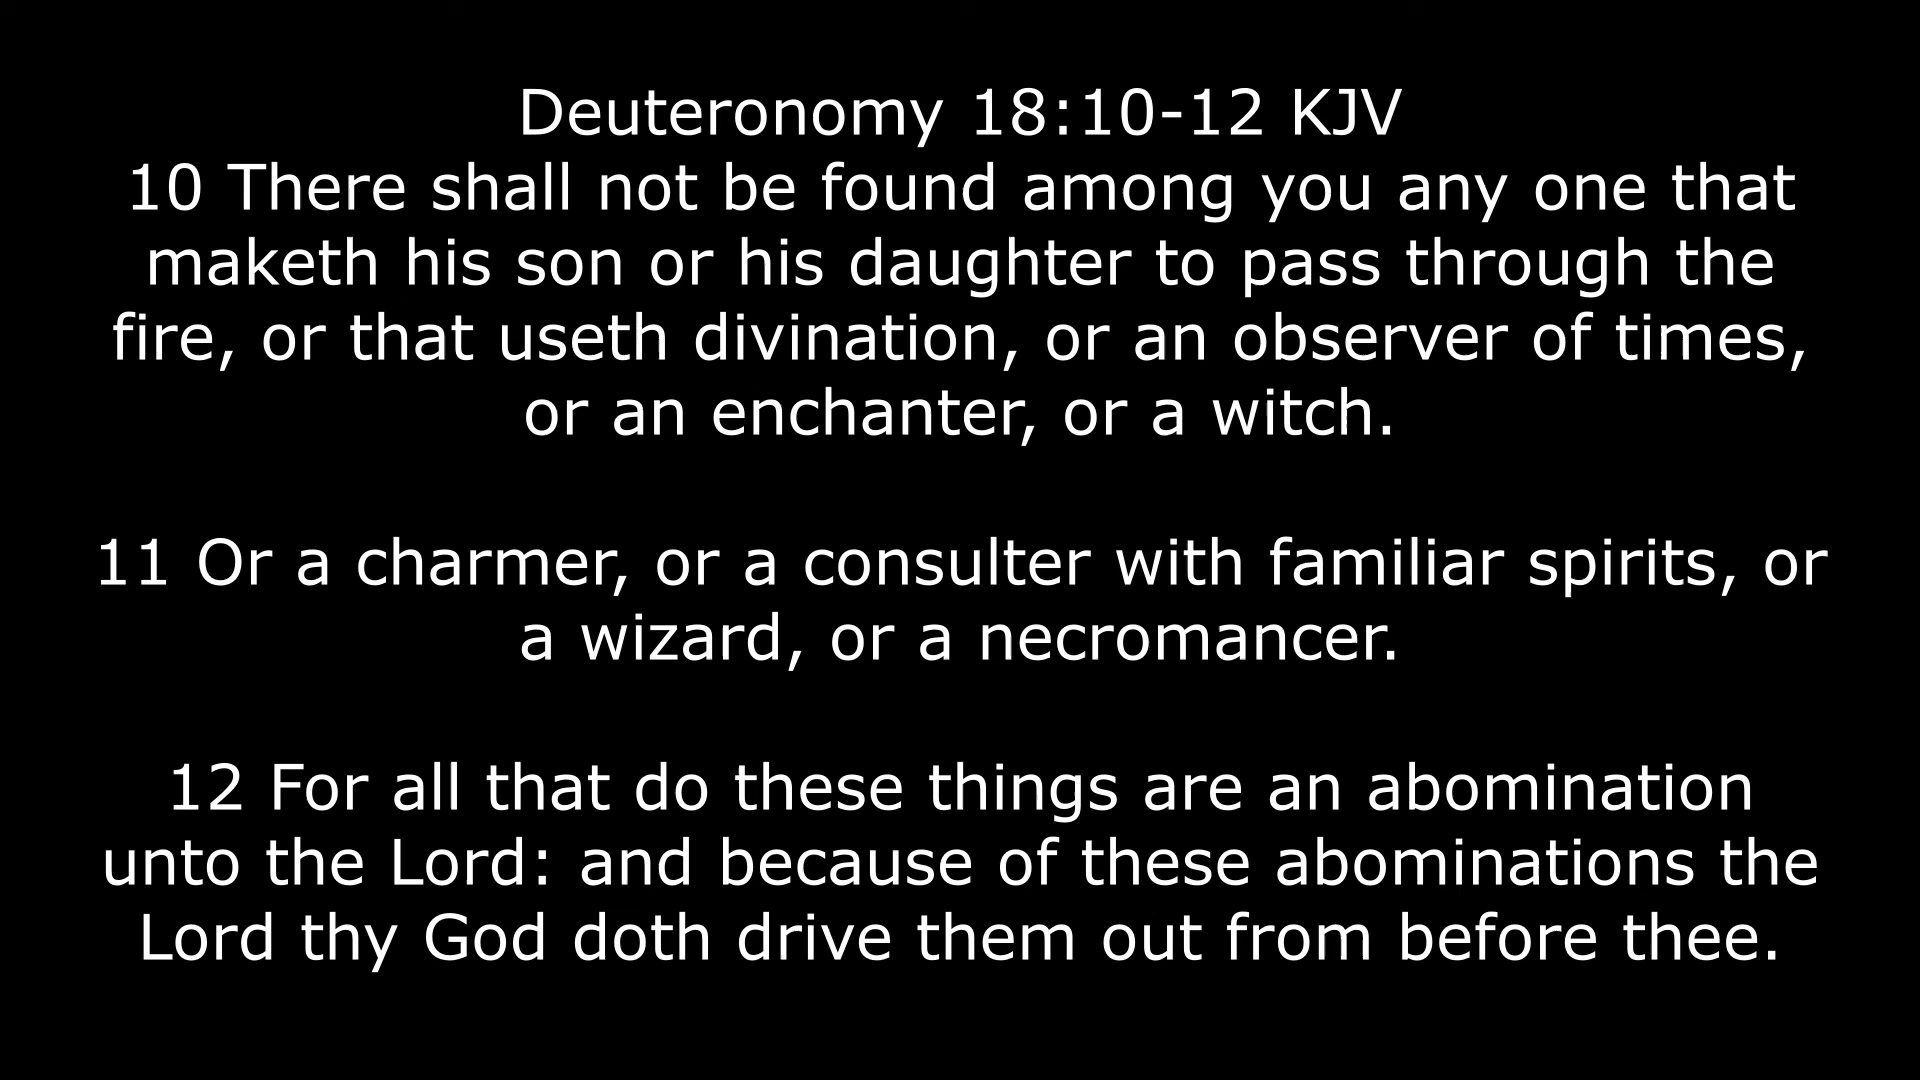 Deuteronomy 18:10-12 KJV
10 There shall not be found among you any one that
maketh his son or his daughter to pass through the
fire, or that useth divination, or an observer of times,
or an enchanter, or a witch.
11 Or a charmer, or a consulter with familiar spirits, or
a wizard, or a necromancer.
12 For all that do these things are an abomination
unto the Lord: and because of these abominations the
Lord thy God doth drive them out from before thee.